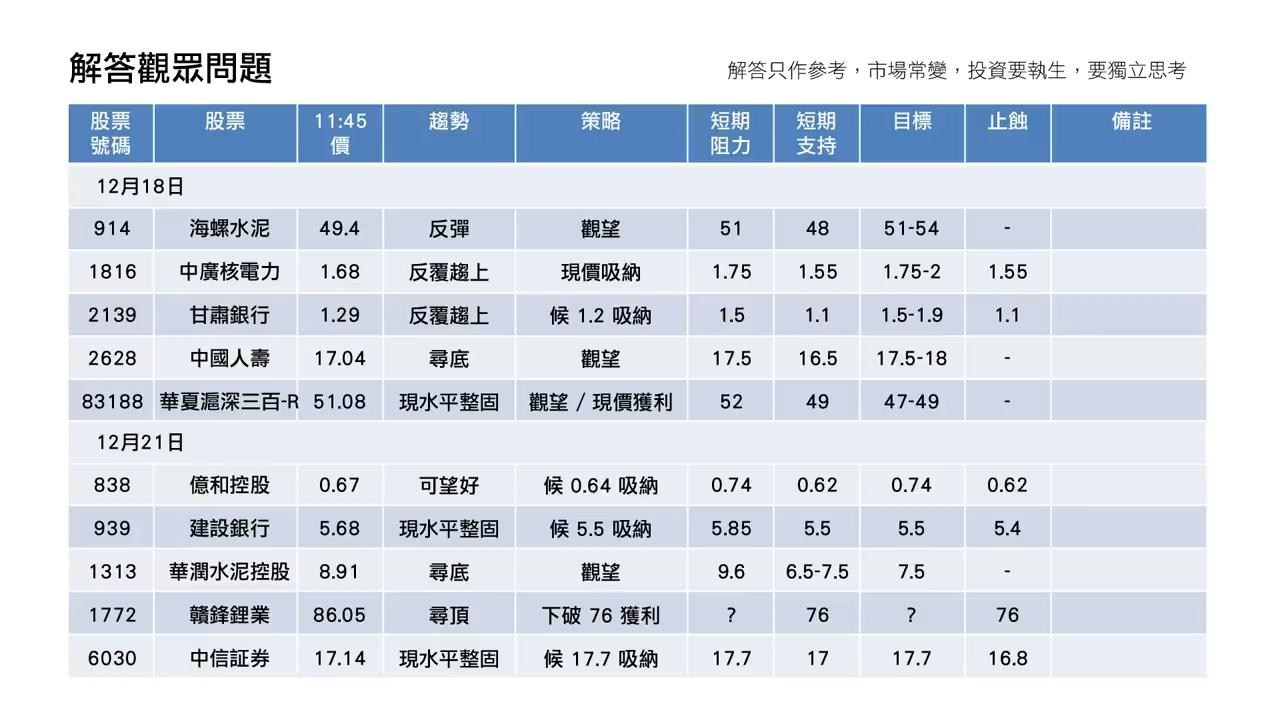 解答觀眾問題
解答只作參考，市場常變，投資要執生，要獨立思考
股票號碼 股票 11:45價 趨勢 策略 短期阻力 短期支持 目標 止蝕 備註
12月18日
914 海螺水泥 49.4 反彈 觀望 51 48 51-54 -
1816 中廣核電力 1.68 反覆趨上 現價吸納 1.75 1.55 1.75-2 1.55
2139 甘肅銀行 1.29 反覆趨上 候 1.2 吸納 1.5 1.1 1.5-1.9 1.1
2628 中國人壽 17.04 尋底 觀望 17.5 16.5 17.5-18 -
83188 華夏滬深三百-R 51.08 現水平整固 觀望 / 現價獲利 52 49 47-49 -
12月21日
838 億和控股 0.67 可望好 候 0.64 吸納 0.74 0.62 0.74 0.62
939 建設銀行 5.68 現水平整固 候 5.5 吸納 5.85 5.5 5.5 5.4
1313 華潤水泥控股 8.91 尋底 觀望 9.6 6.5-7.5 7.5 -
1772 贛鋒鋰業 86.05 尋頂 下破 76 獲利 ? 76 ? 76
6030 中信証券 17.14 現水平整固 候 17.7 吸納 17.7 17 17.7 16.8